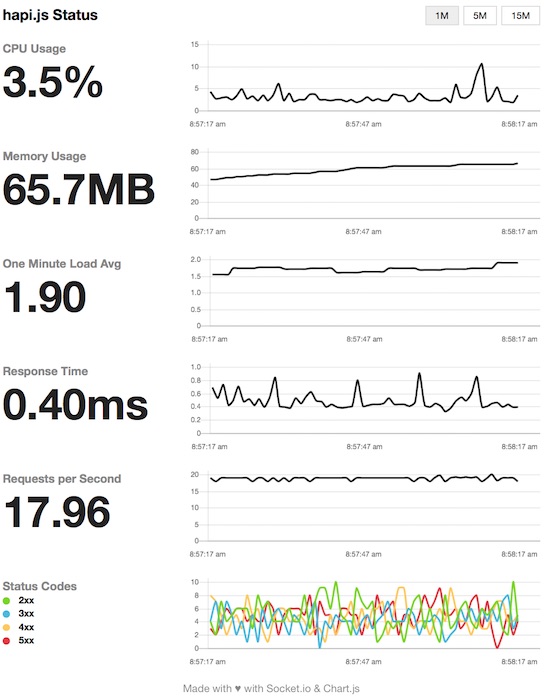 hapi.js Status
1M 5M 15M
CPU Usage
3.5%
15
10
5
0
8:57:17 am 8:57:47 am 8:58:17 am
Memory Usage
65.7MB
80
60
40
20
0
8:57:17 am 8:57:47 am 8:58:17 am
One Minute Load Avg
1.90
2.0
1.5
1.0
0.5
0
8:57:17 am 8:57:47 am 8:58:17 am
Response Time
0.40ms
1.0
0.8
0.6
0.4
0.2
0
8:57:17 am 8:57:47 am 8:58:17 am
Requests per Second
17.96
20
15
10
5
0
8:57:17 am 8:57:47 am 8:58:17 am
Status Codes
2xx
3xx
4xx
5xx
10
8
6
4
2
0
8:57:17 am 8:57:47 am 8:58:17 am
Made with ♥ with Socket.io & Chart.js